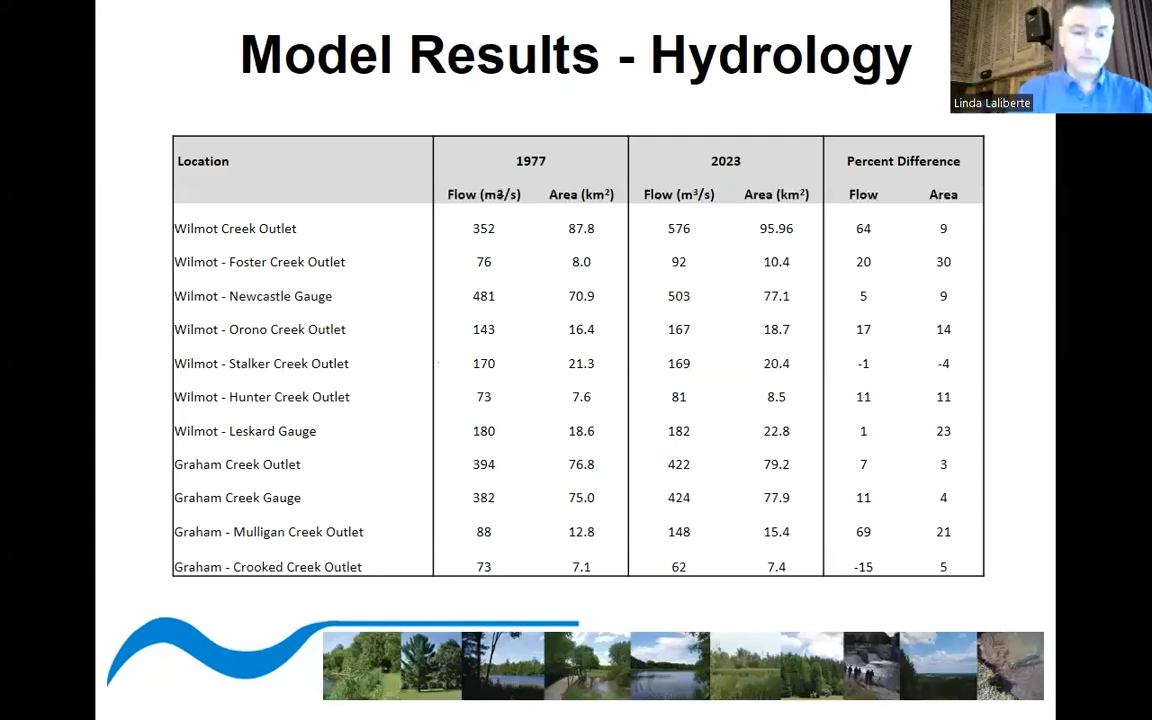 Model Results - Hydrology
Linda Laliberte
Location 1977 2023 Percent Difference
Flow (m3/s) Area (km²) Flow (m³/s) Area (km²) Flow Area
Wilmot Creek Outlet 352 87.8 576 95.96 64 9
Wilmot - Foster Creek Outlet 76 8.0 92 10.4 20 30
Wilmot - Newcastle Gauge 481 70.9 503 77.1 5 9
Wilmot - Orono Creek Outlet 143 16.4 167 18.7 17 14
Wilmot - Stalker Creek Outlet 170 21.3 169 20.4 -1 -4
Wilmot - Hunter Creek Outlet 73 7.6 81 8.5 11 11
Wilmot - Leskard Gauge 180 18.6 182 22.8 1 23
Graham Creek Outlet 394 76.8 422 79.2 7 3
Graham Creek Gauge 382 75.0 424 77.9 11 4
Graham - Mulligan Creek Outlet 88 12.8 148 15.4 69 21
Graham - Crooked Creek Outlet 73 7.1 62 7.4 -15 5